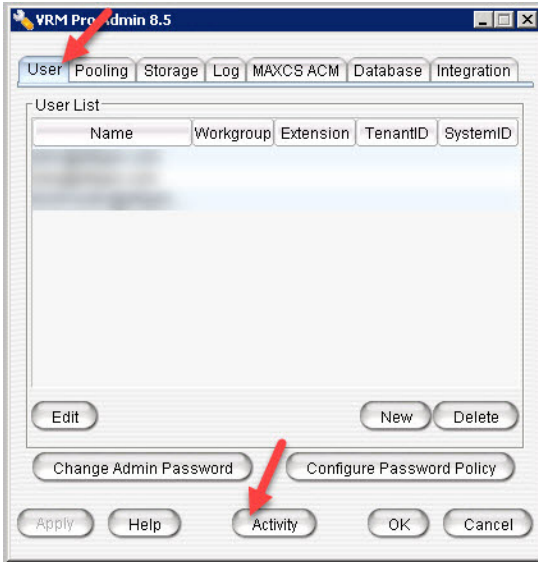 VRM Pro Admin 8.5
User Pooling Storage Log MAXCS ACM Database Integration
User List
Name Workgroup Extension TenantID SystemID
Edit New Delete
Change Admin Password Configure Password Policy
Apply Help Activity OK Cancel